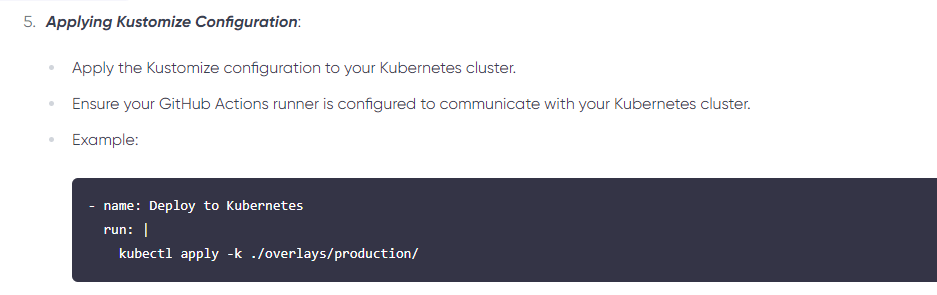 5. Applying Kustomize Configuration:
Apply the Kustomize configuration to your Kubernetes cluster.
Ensure your GitHub Actions runner is configured to communicate with your Kubernetes cluster.
Example:
- name: Deploy to Kubernetes
run: |
kubectl apply -k ./overlays/production/